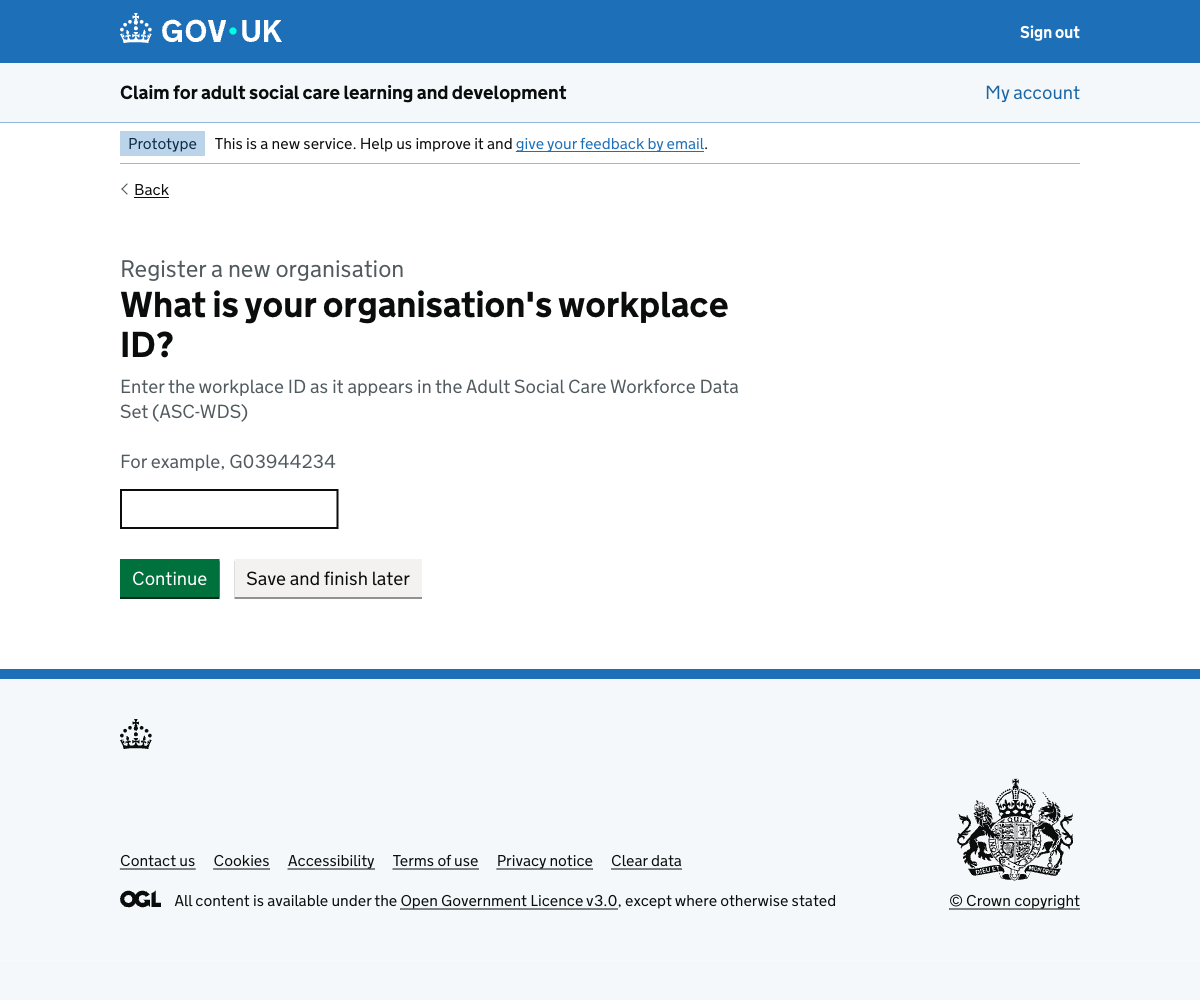 GOV·UK
Sign out
Claim for adult social care learning and development
My account
Prototype This is a new service. Help us improve it and give your feedback by email.
Back
Register a new organisation
What is your organisation's workplace
ID?
Enter the workplace ID as it appears in the Adult Social Care Workforce Data
Set (ASC-WDS)
For example, G03944234
Continue
Save and finish later
Contact us Cookies Accessibility Terms of use Privacy notice Clear data
OGL All content is available under the Open Government Licence v3.0, except where otherwise stated
© Crown copyright